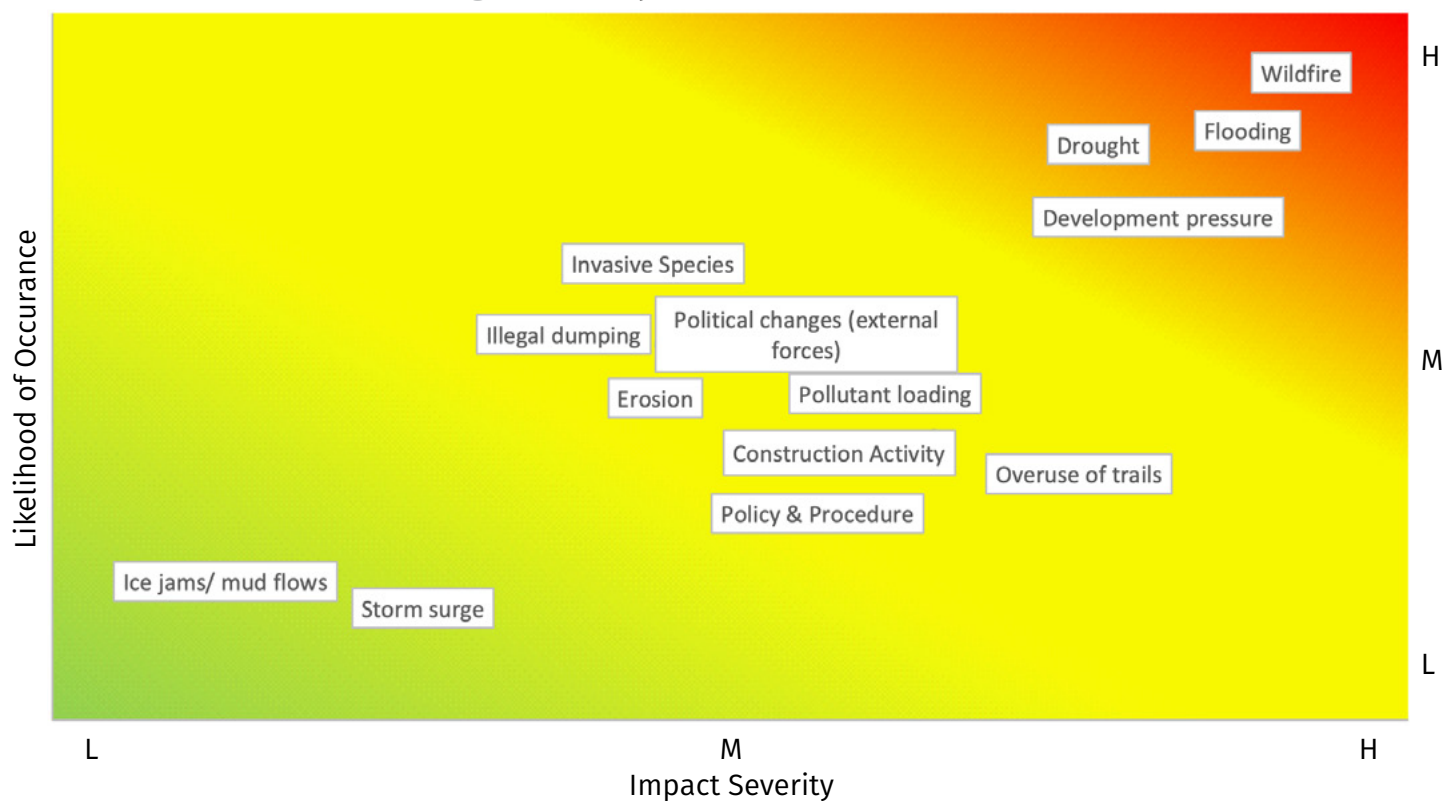 H
Wildfire
Flooding
Drought
Development pressure
Invasive Species
Political changes (external
forces)
Illegal dumping
M
Pollutant loading
Erosion
Construction Activity
Overuse of trails
Policy & Procedure
Ice jams/ mud flows
Storm surge
L
Likelihood of Occurance
L
M
H
Impact Severity